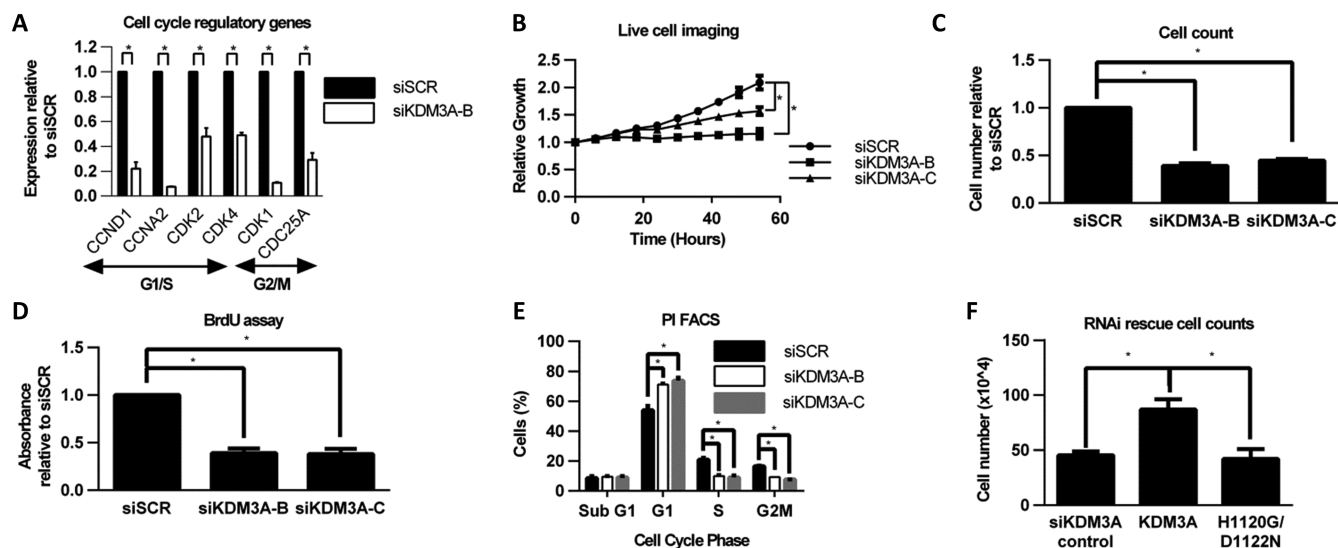 A
Cell cycle regulatory genes
Expression relative
to siSCR
1.2
1.0
0.8
0.6
0.4
0.2
0.0
* * * * * *
siSCR
siKDM3A-B
CCND1
CCNA2
CDK2
CDK4
CDK1
CDC25A
G1/S
G2/M
B
Live cell imaging
Relative Growth
2.5
2.0
1.5
1.0
0.5
0.0
0 20 40 60
Time (Hours)
*
*
siSCR
siKDM3A-B
siKDM3A-C
C
Cell count
Cell number relative
to siSCR
1.5
1.0
0.5
0.0
*
*
siSCR siKDM3A-B siKDM3A-C
D
BrdU assay
Absorbance
relative to siSCR
1.5
1.0
0.5
0.0
*
*
siSCR siKDM3A-B siKDM3A-C
E
PI FACS
Cells (%)
100
80
60
40
20
0
siSCR
siKDM3A-B
siKDM3A-C
*
*
*
*
*
*
Sub G1 G1 S G2M
Cell Cycle Phase
F
RNAi rescue cell counts
Cell number (x10^4)
150
100
50
0
* *
siKDM3A
control
KDM3A
H1120G/
D1122N